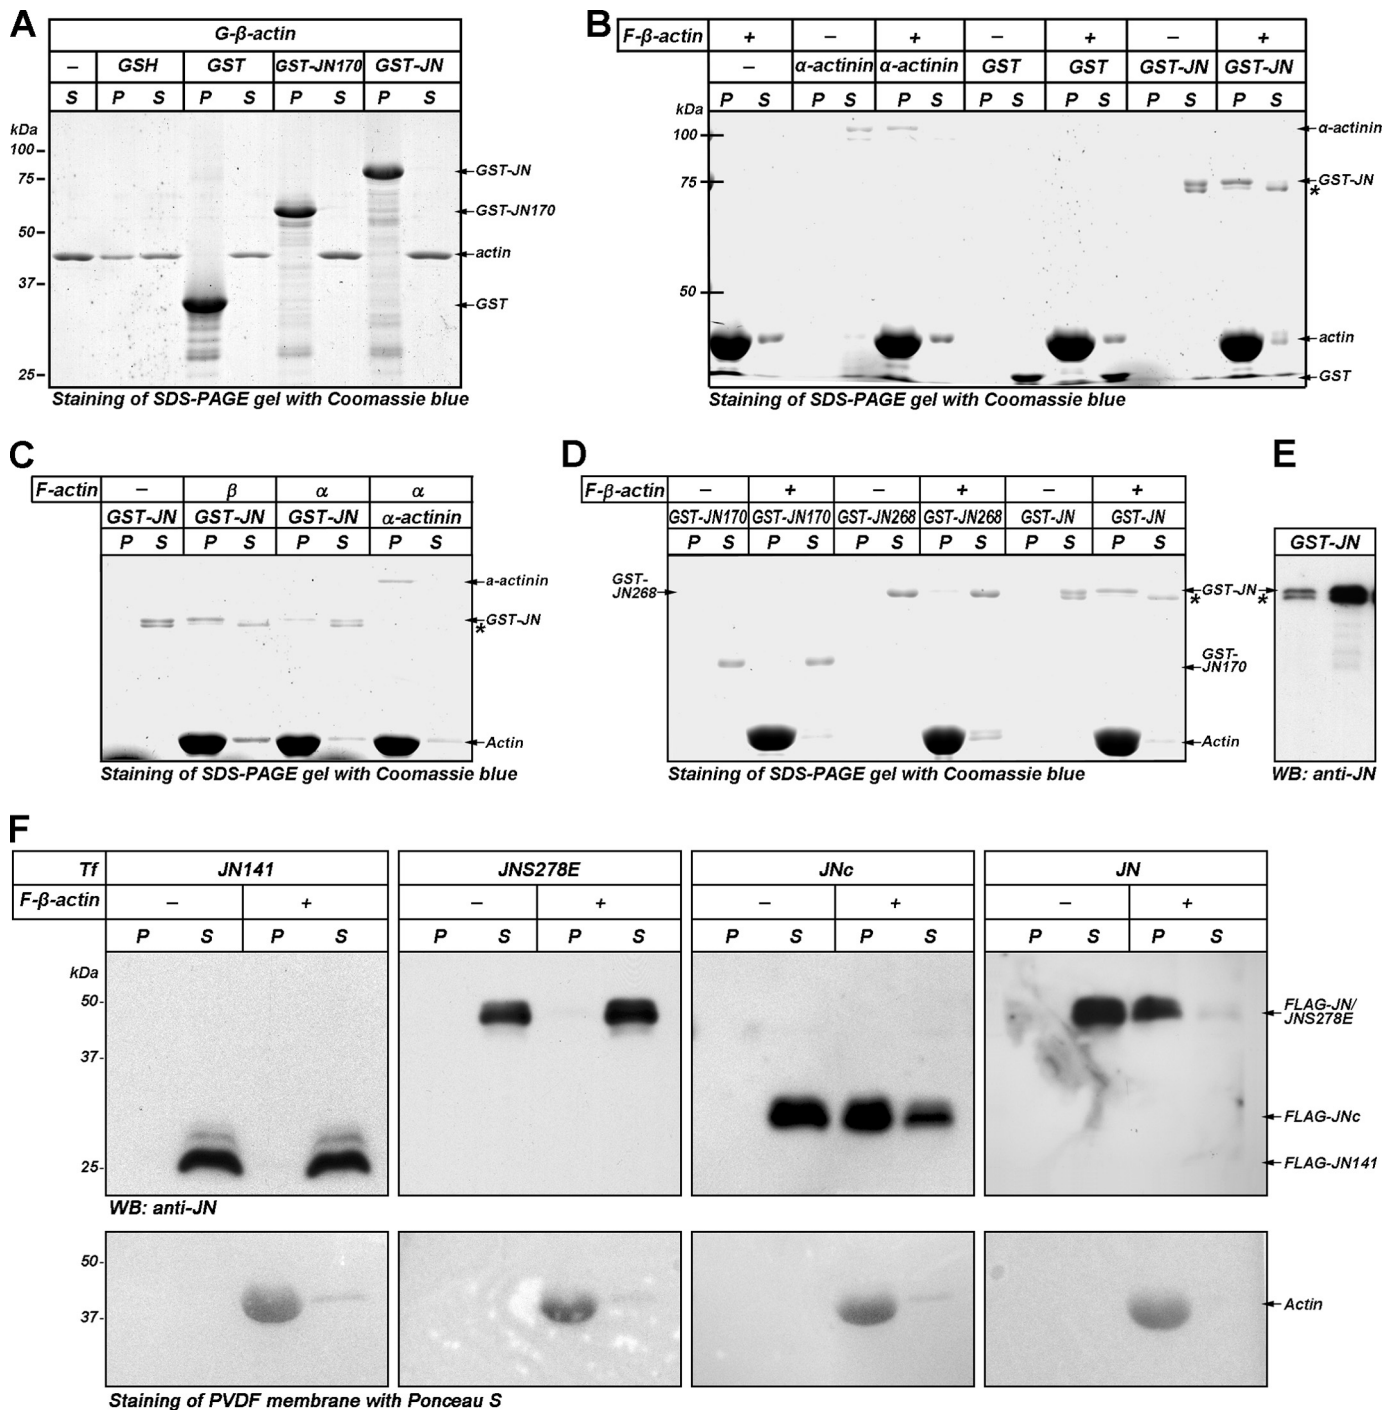 A
G-β-actin
– GSH GST GST-JN170 GST-JN
S P S P S P S P S
kDa
100
75
50
37
25
GST-JN
GST-JN170
actin
GST
Staining of SDS-PAGE gel with Coomassie blue
B
F-β-actin + – + – + – +
– α-actinin α-actinin GST GST GST-JN GST-JN
P S P S P S P S P S P S P S
kDa
100
75
50
α-actinin
GST-JN
*
actin
GST
Staining of SDS-PAGE gel with Coomassie blue
C
F-actin – β α α
GST-JN GST-JN GST-JN α-actinin
P S P S P S P S
a-actinin
GST-JN
*
Actin
Staining of SDS-PAGE gel with Coomassie blue
D
F-β-actin – + – + – +
GST-JN170 GST-JN170 GST-JN268 GST-JN268 GST-JN GST-JN
P S P S P S P S P S P S
GST-
JN268
GST-JN
* *
GST-
JN170
Actin
Staining of SDS-PAGE gel with Coomassie blue
E
GST-JN
WB: anti-JN
F
Tf JN141 JNS278E JNc JN
F-β-actin – + – + – + – +
P S P S P S P S P S P S P S P S
kDa
50
37
25
FLAG-JN/
JNS278E
FLAG-JNc
FLAG-JN141
WB: anti-JN
50
37
Actin
Staining of PVDF membrane with Ponceau S